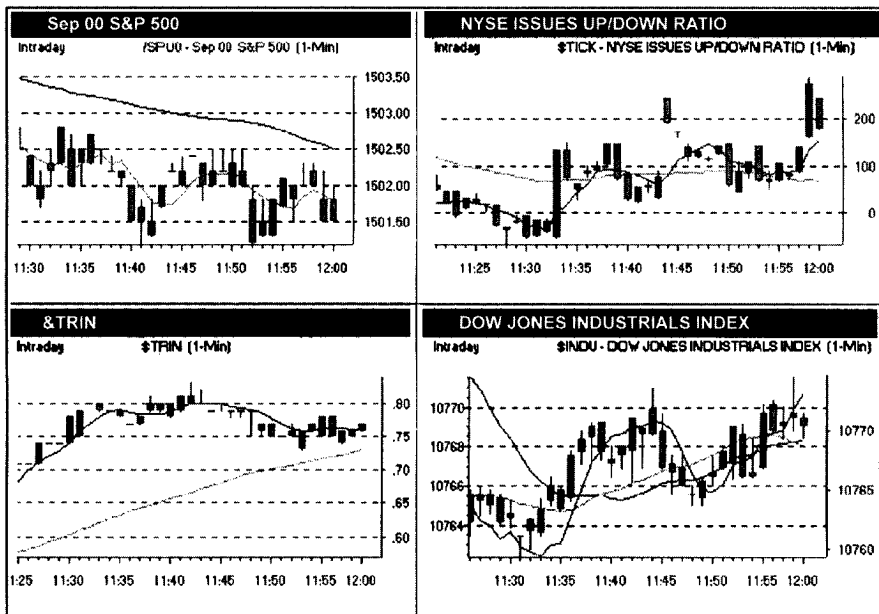 Sep 00 S&P 500
Intraday /SPU0 - Sep 00 S&P 500 (1-Min)
1503.50
1503.00
1502.50
1502.00
1501.50
11:30 11:35 11:40 11:45 11:50 11:55 12:00
NYSE ISSUES UP/DOWN RATIO
Intraday $TICK - NYSE ISSUES UP/DOWN RATIO (1-Min)
200
100
0
11:25 11:30 11:35 11:40 11:45 11:50 11:55 12:00
&TRIN
Intraday $TRIN (1-Min)
.80
.75
.70
.65
.60
1:25 11:30 11:35 11:40 11:45 11:50 11:55 12:00
DOW JONES INDUSTRIALS INDEX
Intraday $INDU - DOW JONES INDUSTRIALS INDEX (1-Min)
10770
10768
10766
10764
10770
10765
10760
11:30 11:35 11:40 11:45 11:50 11:55 12:00